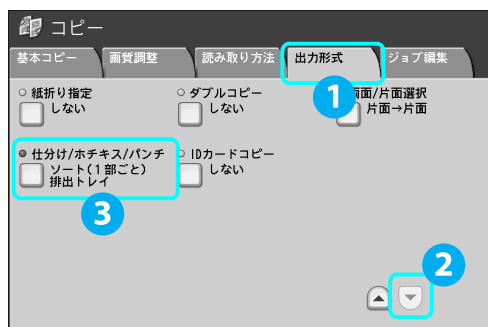 コピー
基本コピー 画質調整 読み取り方法 出力形式 ジョブ編集
紙折り指定 ダブルコピー 面/片面選択
しない しない 片面→片面
1
仕分け/ホチキス/パンチ IDカードコピー
ソート(1部ごと) しない
排出トレイ
3
2